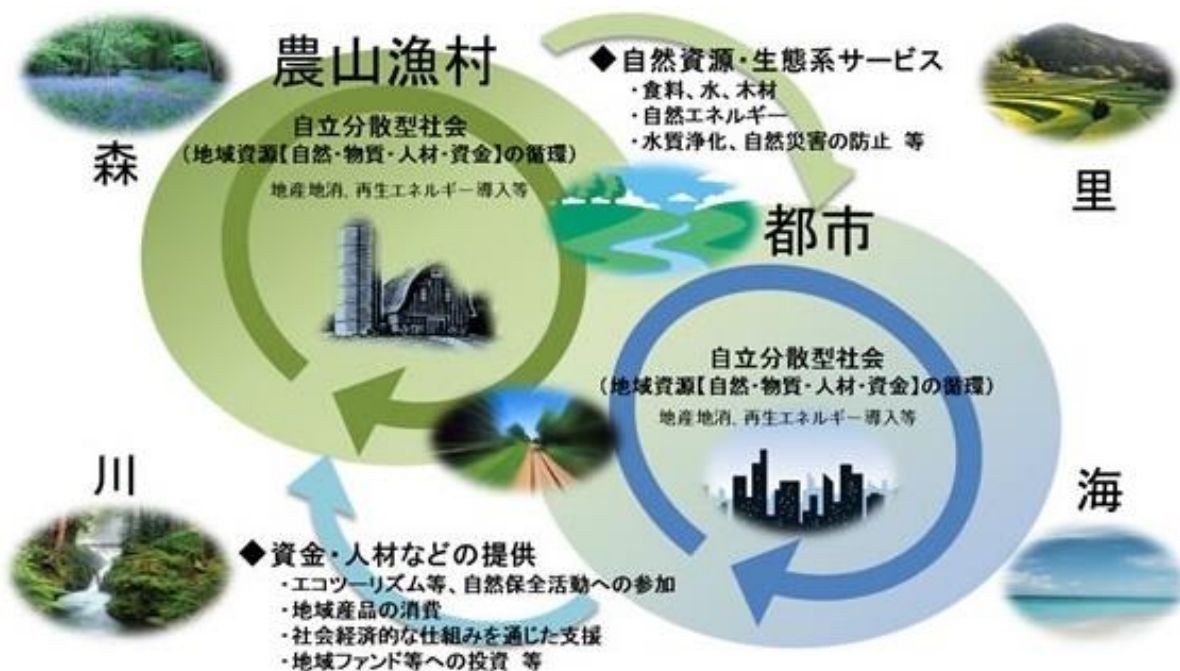 農山漁村
◆自然資源・生態系サービス
・食料、水、木材
・自然エネルギー
・水質浄化、自然災害の防止 等
森
里
自立分散型社会
(地域資源【自然・物質・人材・資金】の循環)
地産地消、再生エネルギー導入等
都市
自立分散型社会
(地域資源【自然・物質・人材・資金】の循環)
地産地消、再生エネルギー導入等
川
海
◆資金・人材などの提供
・エコツーリズム等、自然保全活動への参加
・地域産品の消費
・社会経済的な仕組みを通じた支援
・地域ファンド等への投資 等